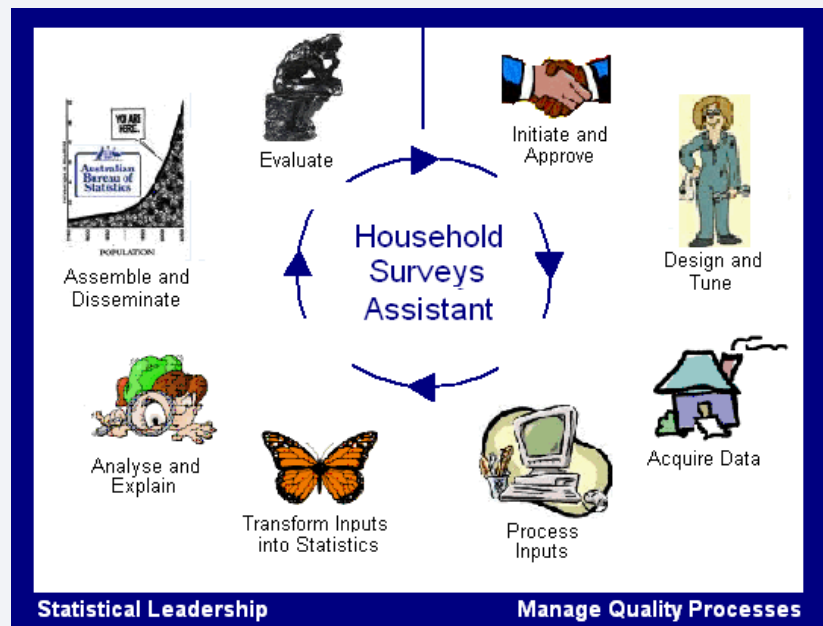 Initiate and
Approve
Design and
Tune
Acquire Data
Process
Inputs
Transform Inputs
into Statistics
Analyse and
Explain
YOU ARE
HERE..
Australian
Bureau of
Statistics
POPULATION
Assemble and
Disseminate
Evaluate
Household
Surveys
Assistant
Statistical Leadership
Manage Quality Processes